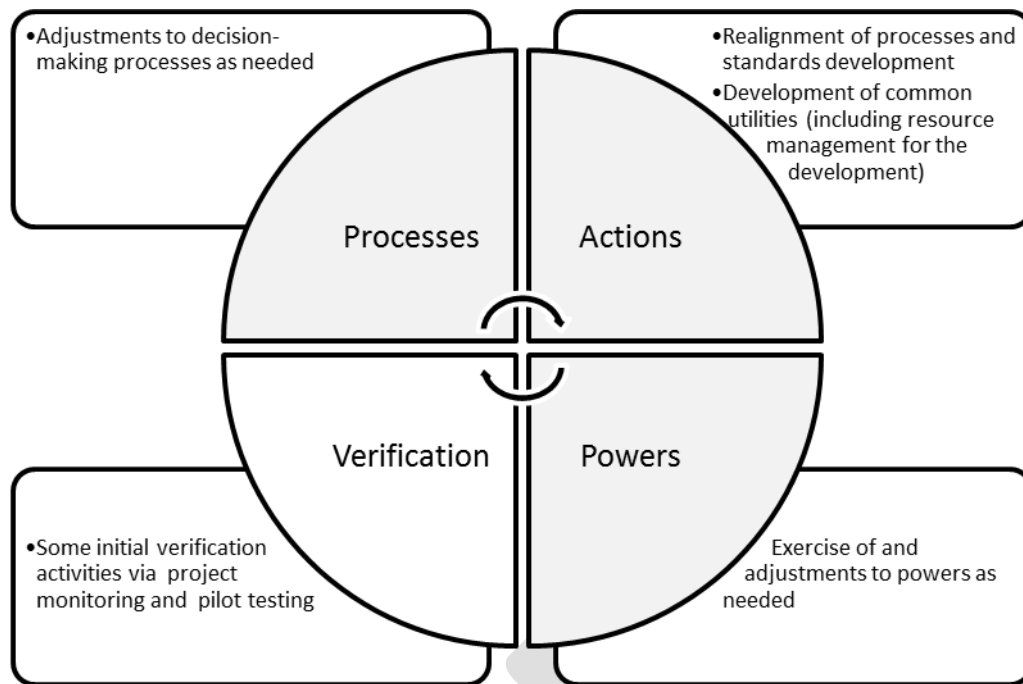 •Adjustments to decision-
making processes as needed
•Realignment of processes and
standards development
•Development of common
utilities (including resource
management for the
development)
Processes
Actions
Verification
Powers
•Some initial verification
activities via project
monitoring and pilot testing
Exercise of and
adjustments to powers as
needed